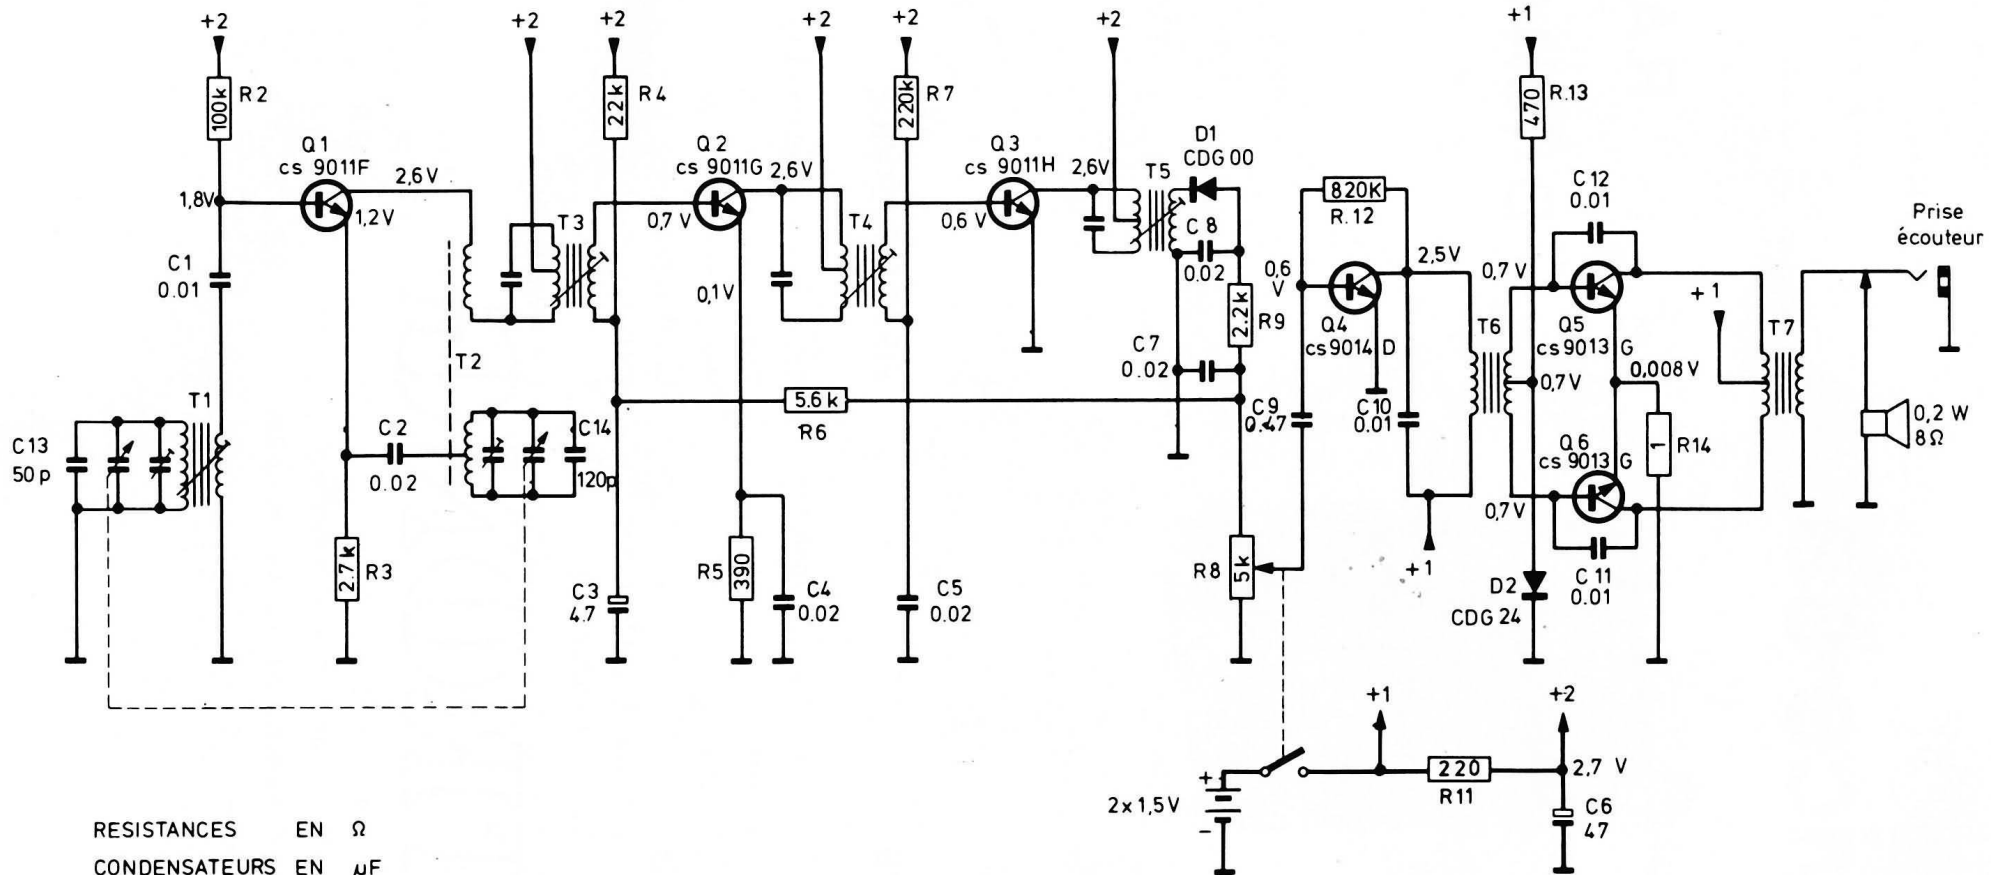 +2
+2
+2
+2
+2
+2
+1
100k
R2
22k
R4
220k
R7
470
R.13
Q1
cs 9011F
2,6V
1,8V
1,2V
T3
Q2
cs 9011G
2,6V
0,7 V
T4
Q3
cs 9011H
2,6V
0,6 V
T5
D1
CDG 00
C 8
0.02
820K
R.12
C 12
0.01
Prise
écouteur
C1
0.01
0,1V
2.2k
R9
0,6
V
2,5V
Q4
cs 9014 D
0,7 V
Q5
cs 9013 G
+1
T6
T7
T2
C7
0.02
0,7V
0,008 V
T1
C13
50 p
C 2
0.02
C14
120p
5.6 k
R6
C9
0.47
C10
0.01
Q6
cs 9013 G
1
R14
0,2 W
8Ω
0,7 V
2.7 k
R3
C3
4.7
R5
390
C4
0.02
C5
0.02
R8
5k
+1
D2
CDG 24
C 11
0.01
+1
+2
2x1,5V
+
-
220
R11
2,7 V
C6
47
RESISTANCES EN Ω
CONDENSATEURS EN µF